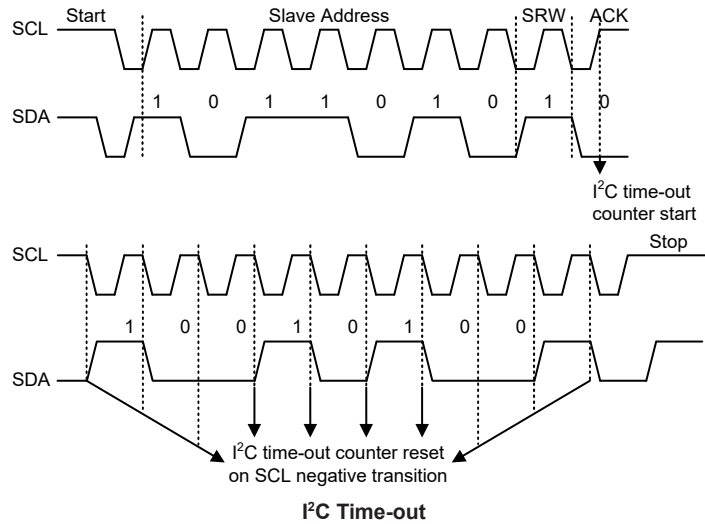 Start Slave Address SRW ACK
SCL
1 0 1 1 0 1 0 1 0
SDA
I²C time-out
counter start
Stop
SCL
1 0 0 1 0 1 0 0
SDA
I²C time-out counter reset
on SCL negative transition
I²C Time-out